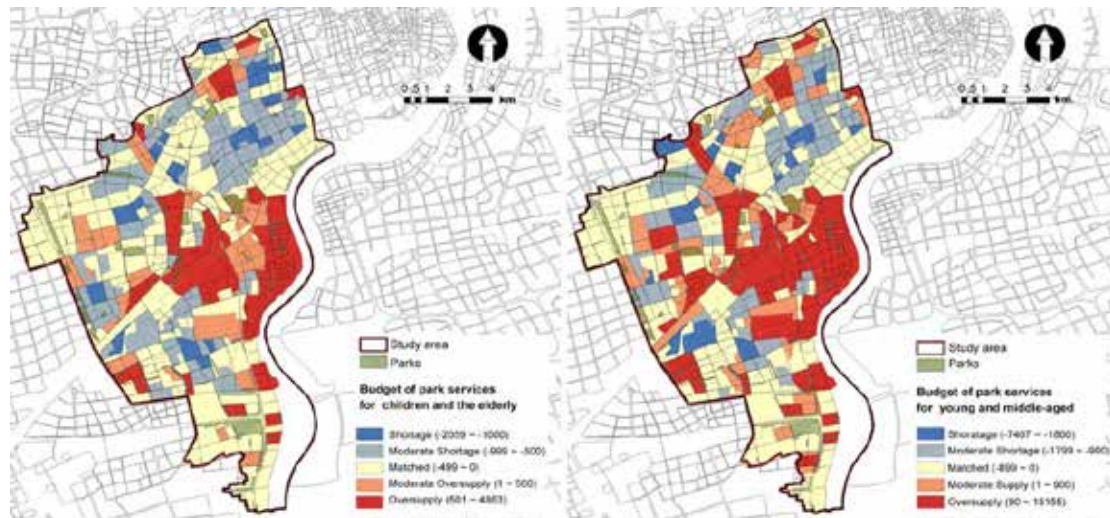 0 0.5 1 2 3 4
km
Study area
Parks
Budget of park services
for children and the elderly
Shortage (-2009 ~ -1000)
Moderate Shortage (-999 ~ -500)
Matched (-499 ~ 0)
Moderate Oversupply (1 ~ 500)
Oversupply (501 ~ 4863)
0 0.5 1 2 3 4
km
Study area
Parks
Budget of park services
for young and middle-aged
Shoratage (-7407 ~ -1800)
Moderate Shortage (-1799 ~ -900)
Matched (-899 ~ 0)
Moderate Supply (1 ~ 900)
Oversupply (90 ~ 15155)